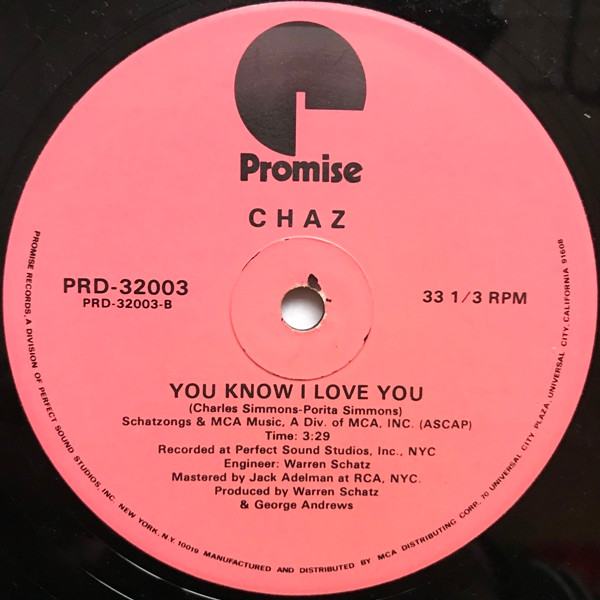 Promise
CHAZ
PRD-32003
PRD-32003-B
33 1/3 RPM
YOU KNOW I LOVE YOU
(Charles Simmons-Porita Simmons)
Schatzongs & MCA Music, A Div. of MCA, INC. (ASCAP)
Time: 3:29
Recorded at Perfect Sound Studios, Inc., NYC
Engineer: Warren Schatz
Mastered by Jack Adelman at RCA, NYC.
Produced by Warren Schatz
& George Andrews
PROMISE RECORDS, A DIVISION OF PERFECT SOUND STUDIOS, INC. NEW YORK, N.Y. 10019 MANUFACTURED AND DISTRIBUTED BY MCA DISTRIBUTING CORP. 70 UNIVERSAL CITY PLAZA, UNIVERSAL CITY, CALIFORNIA 91608